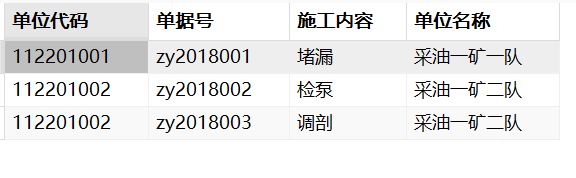 单位代码 单据号 施工内容 单位名称
112201001 zy2018001 堵漏 采油一矿一队
112201002 zy2018002 检泵 采油一矿二队
112201002 zy2018003 调剖 采油一矿二队